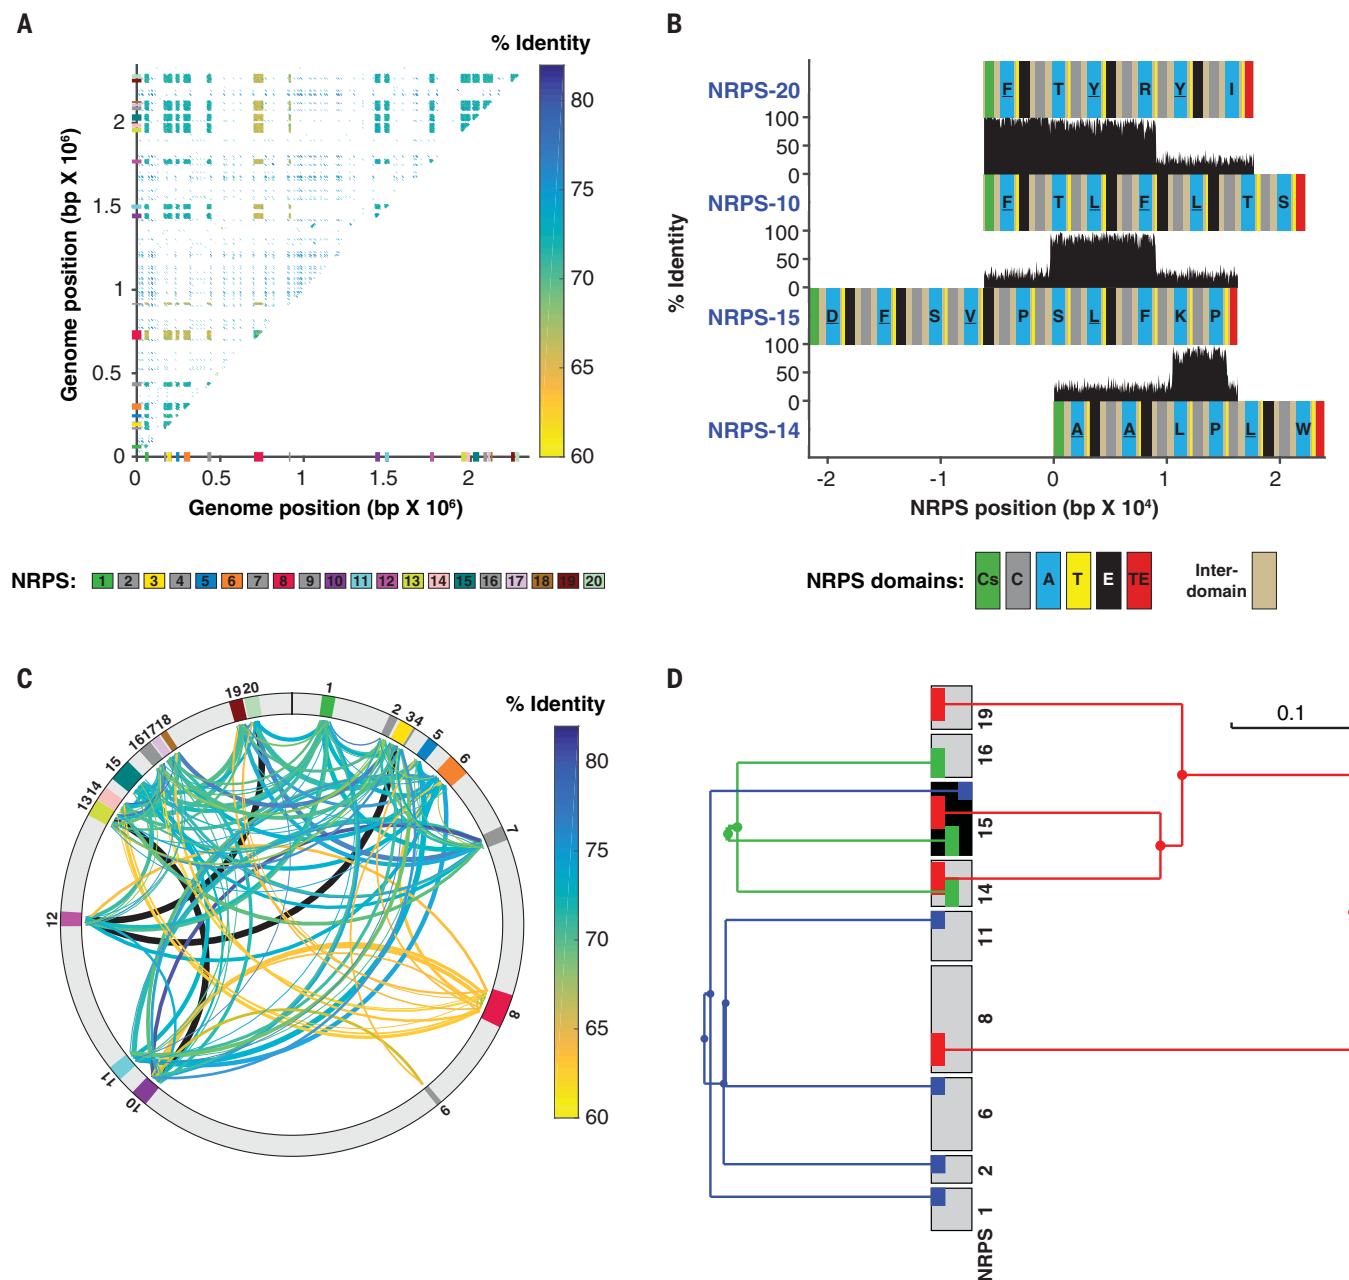 A
% Identity
80
75
70
65
60
Genome position (bp X 10⁶)
2
1.5
1
0.5
0
0 0.5 1 1.5 2
Genome position (bp X 10⁶)
NRPS: 1 2 3 4 5 6 7 8 9 10 11 12 13 14 15 16 17 18 19 20
B
% Identity
NRPS-20 F T Y R Y I
100
50
0
NRPS-10 F T L F L T S
100
50
0
NRPS-15 D F S V P S L F K P
100
50
0
NRPS-14 A A L P L W
-2 -1 0 1 2
NRPS position (bp X 10⁴)
NRPS domains: Cs C A T E TE
Inter-
domain
C
% Identity
80
75
70
65
60
1
2
3
4
5
6
7
8
9
10
11
12
13
14
15
16
17
18
19
20
D
0.1
19
16
15
14
11
8
6
2
NRPS 1